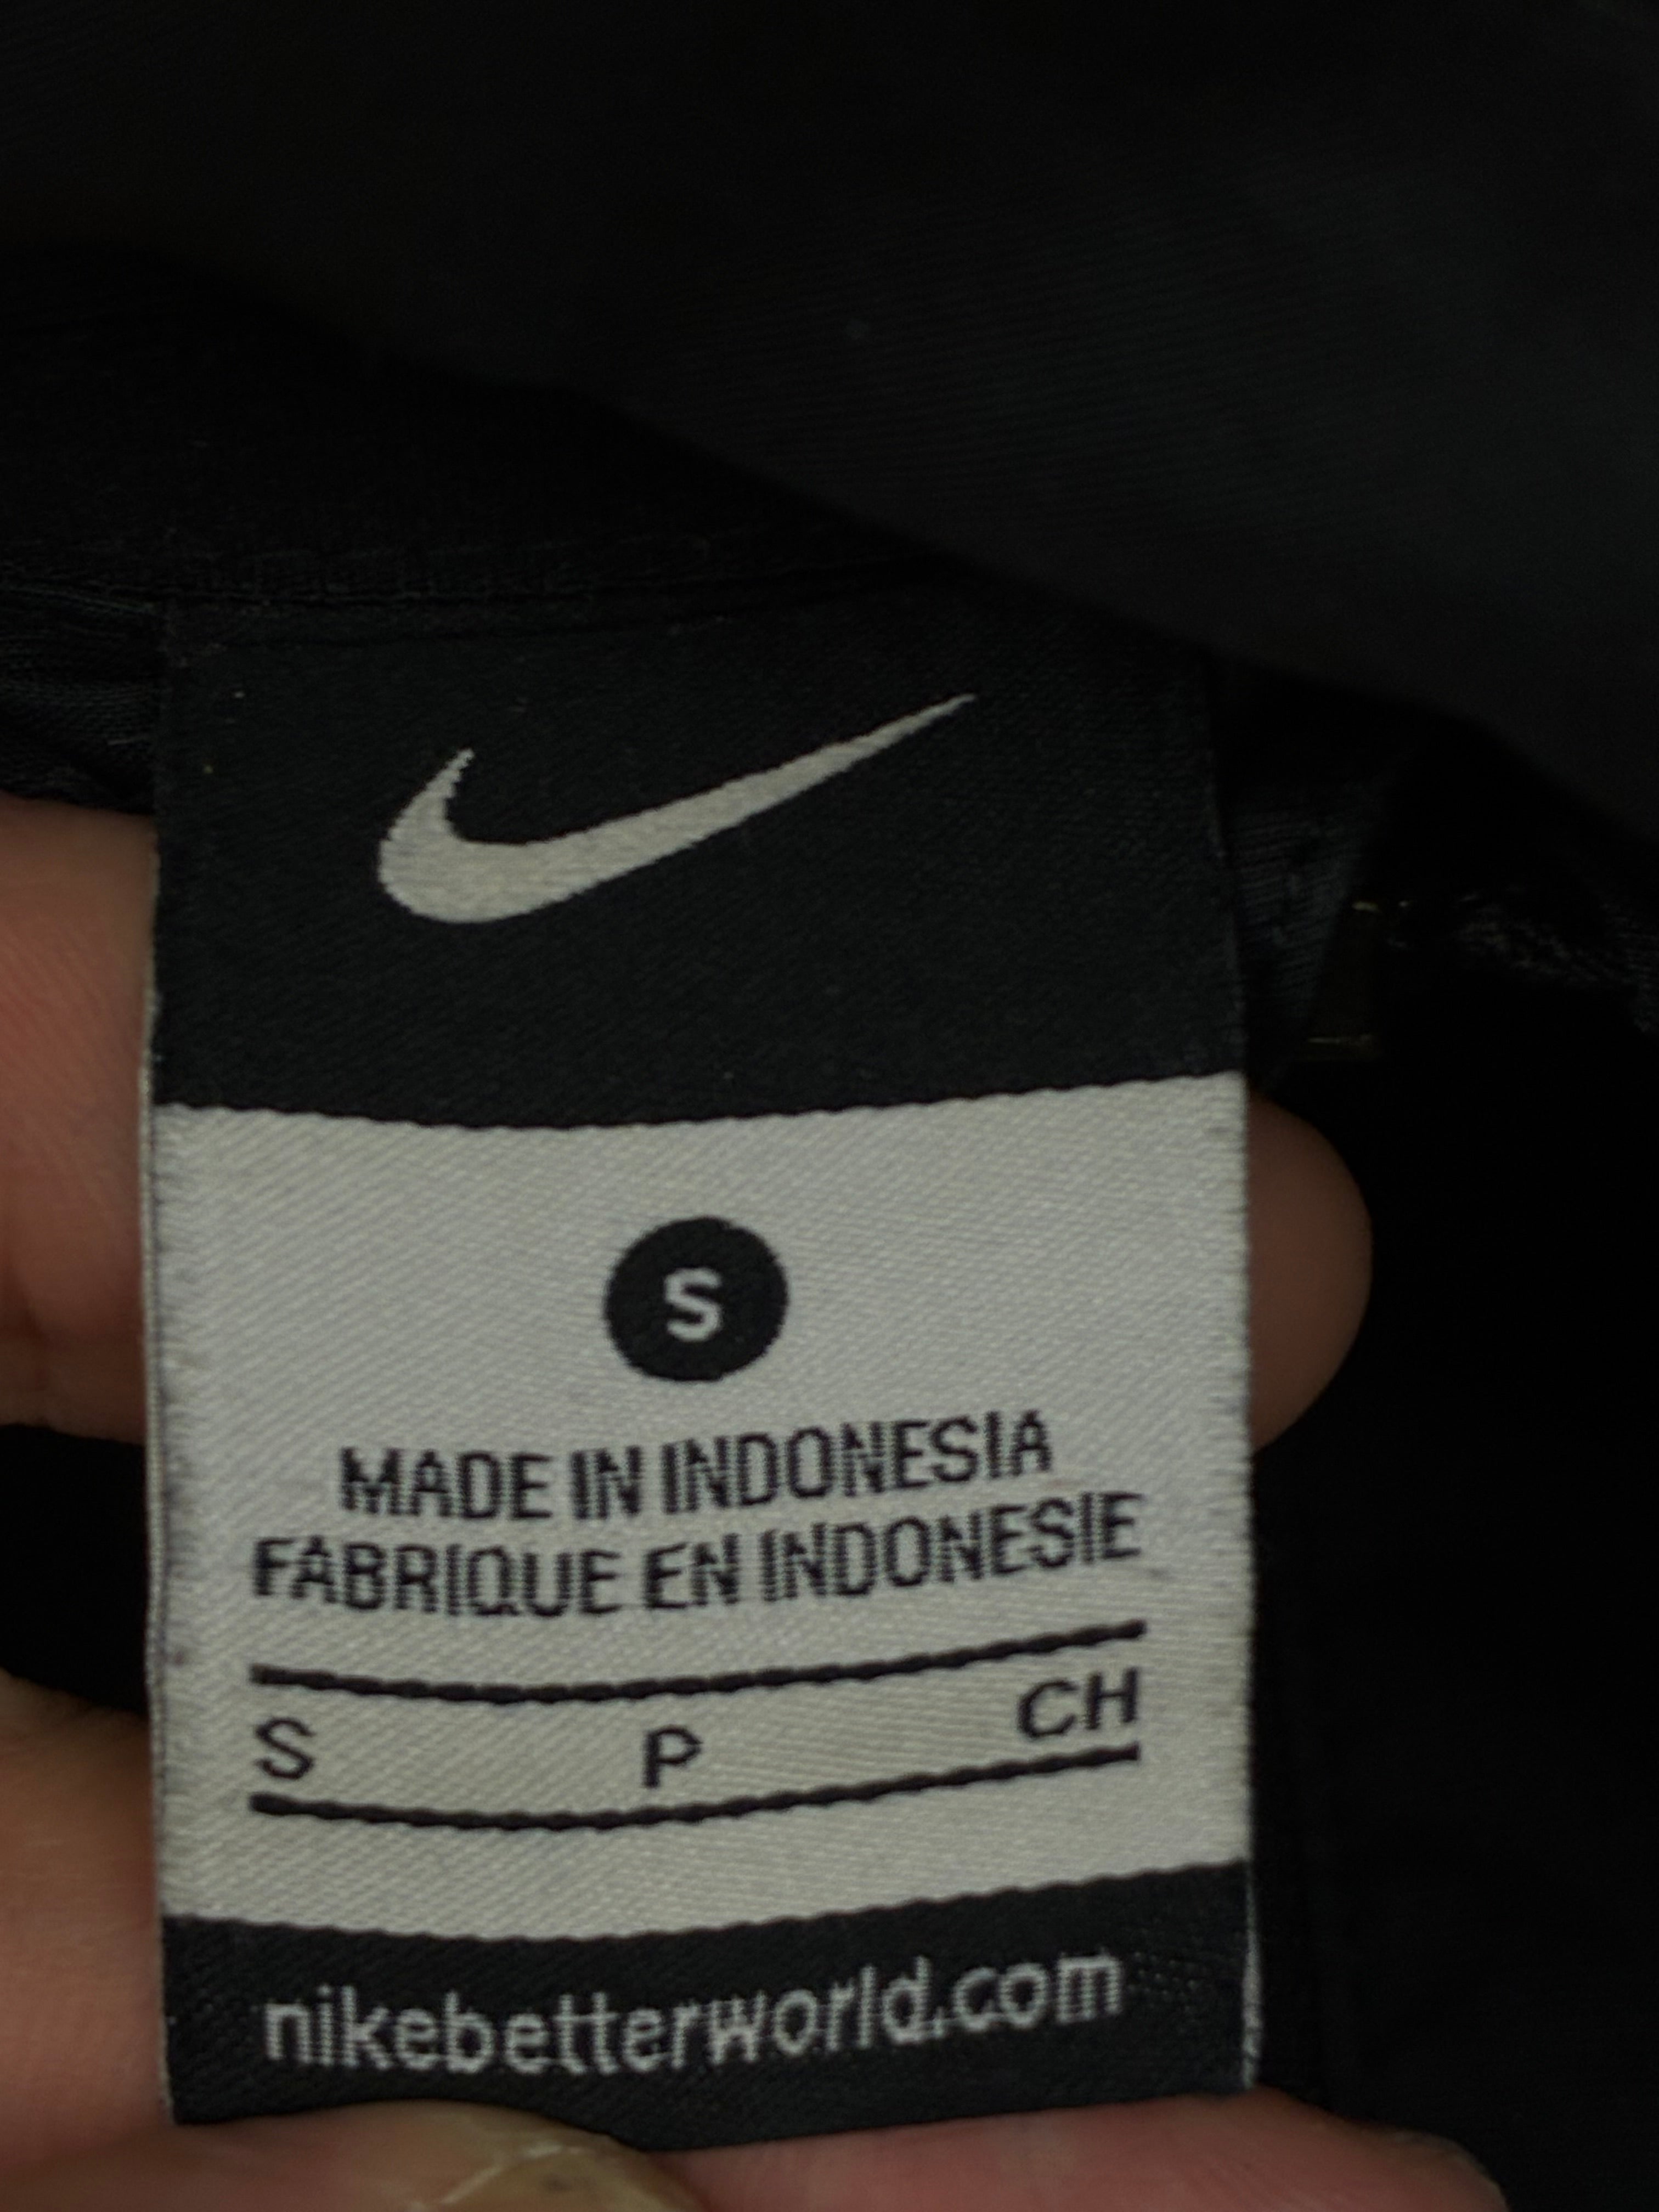 S
MADE IN INDONESIA
FABRIQUE EN INDONESIE
S P CH
nikebetterworld.com